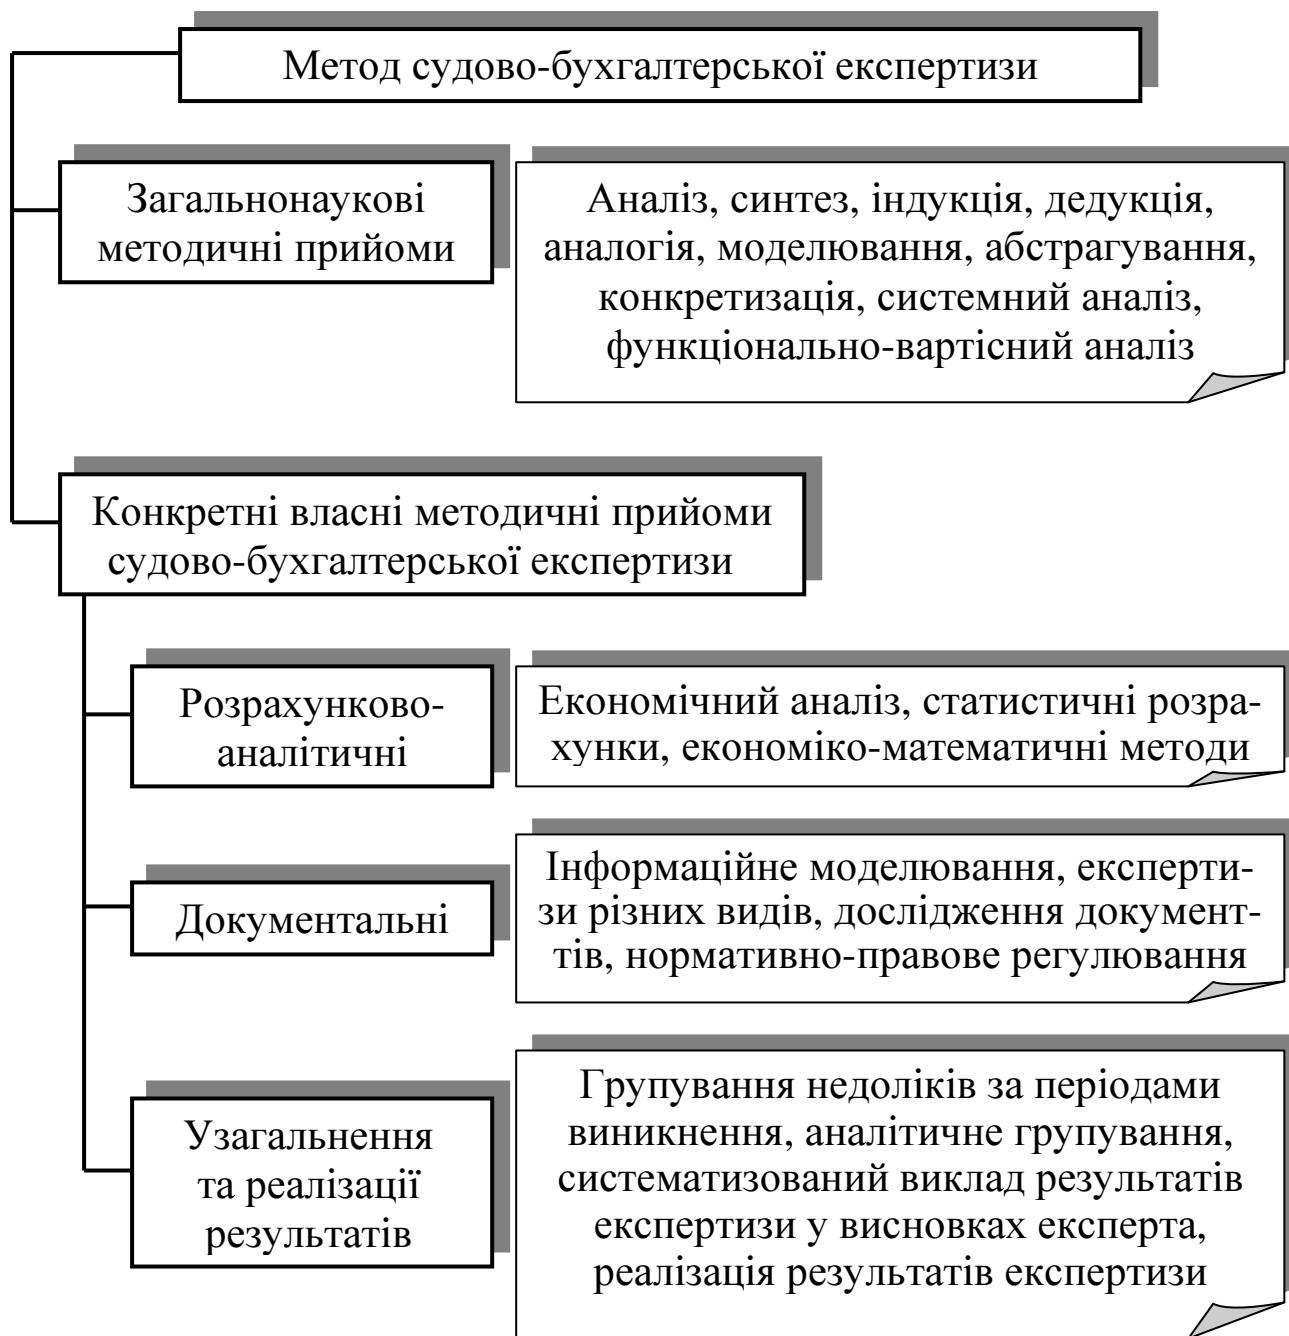 Метод судово-бухгалтерської експертизи
Загальнонаукові
методичні прийоми
Аналіз, синтез, індукція, дедукція,
аналогія, моделювання, абстрагування,
конкретизація, системний аналіз,
функціонально-вартісний аналіз
Конкретні власні методичні прийоми
судово-бухгалтерської експертизи
Розрахунково-
аналітичні
Економічний аналіз, статистичні розра-
хунки, економіко-математичні методи
Документальні
Інформаційне моделювання, експерти-
зи різних видів, дослідження документ-
тів, нормативно-правове регулювання
Узагальнення
та реалізації
результатів
Групування недоліків за періодами
виникнення, аналітичне групування,
систематизований виклад результатів
експертизи у висновках експерта,
реалізація результатів експертизи